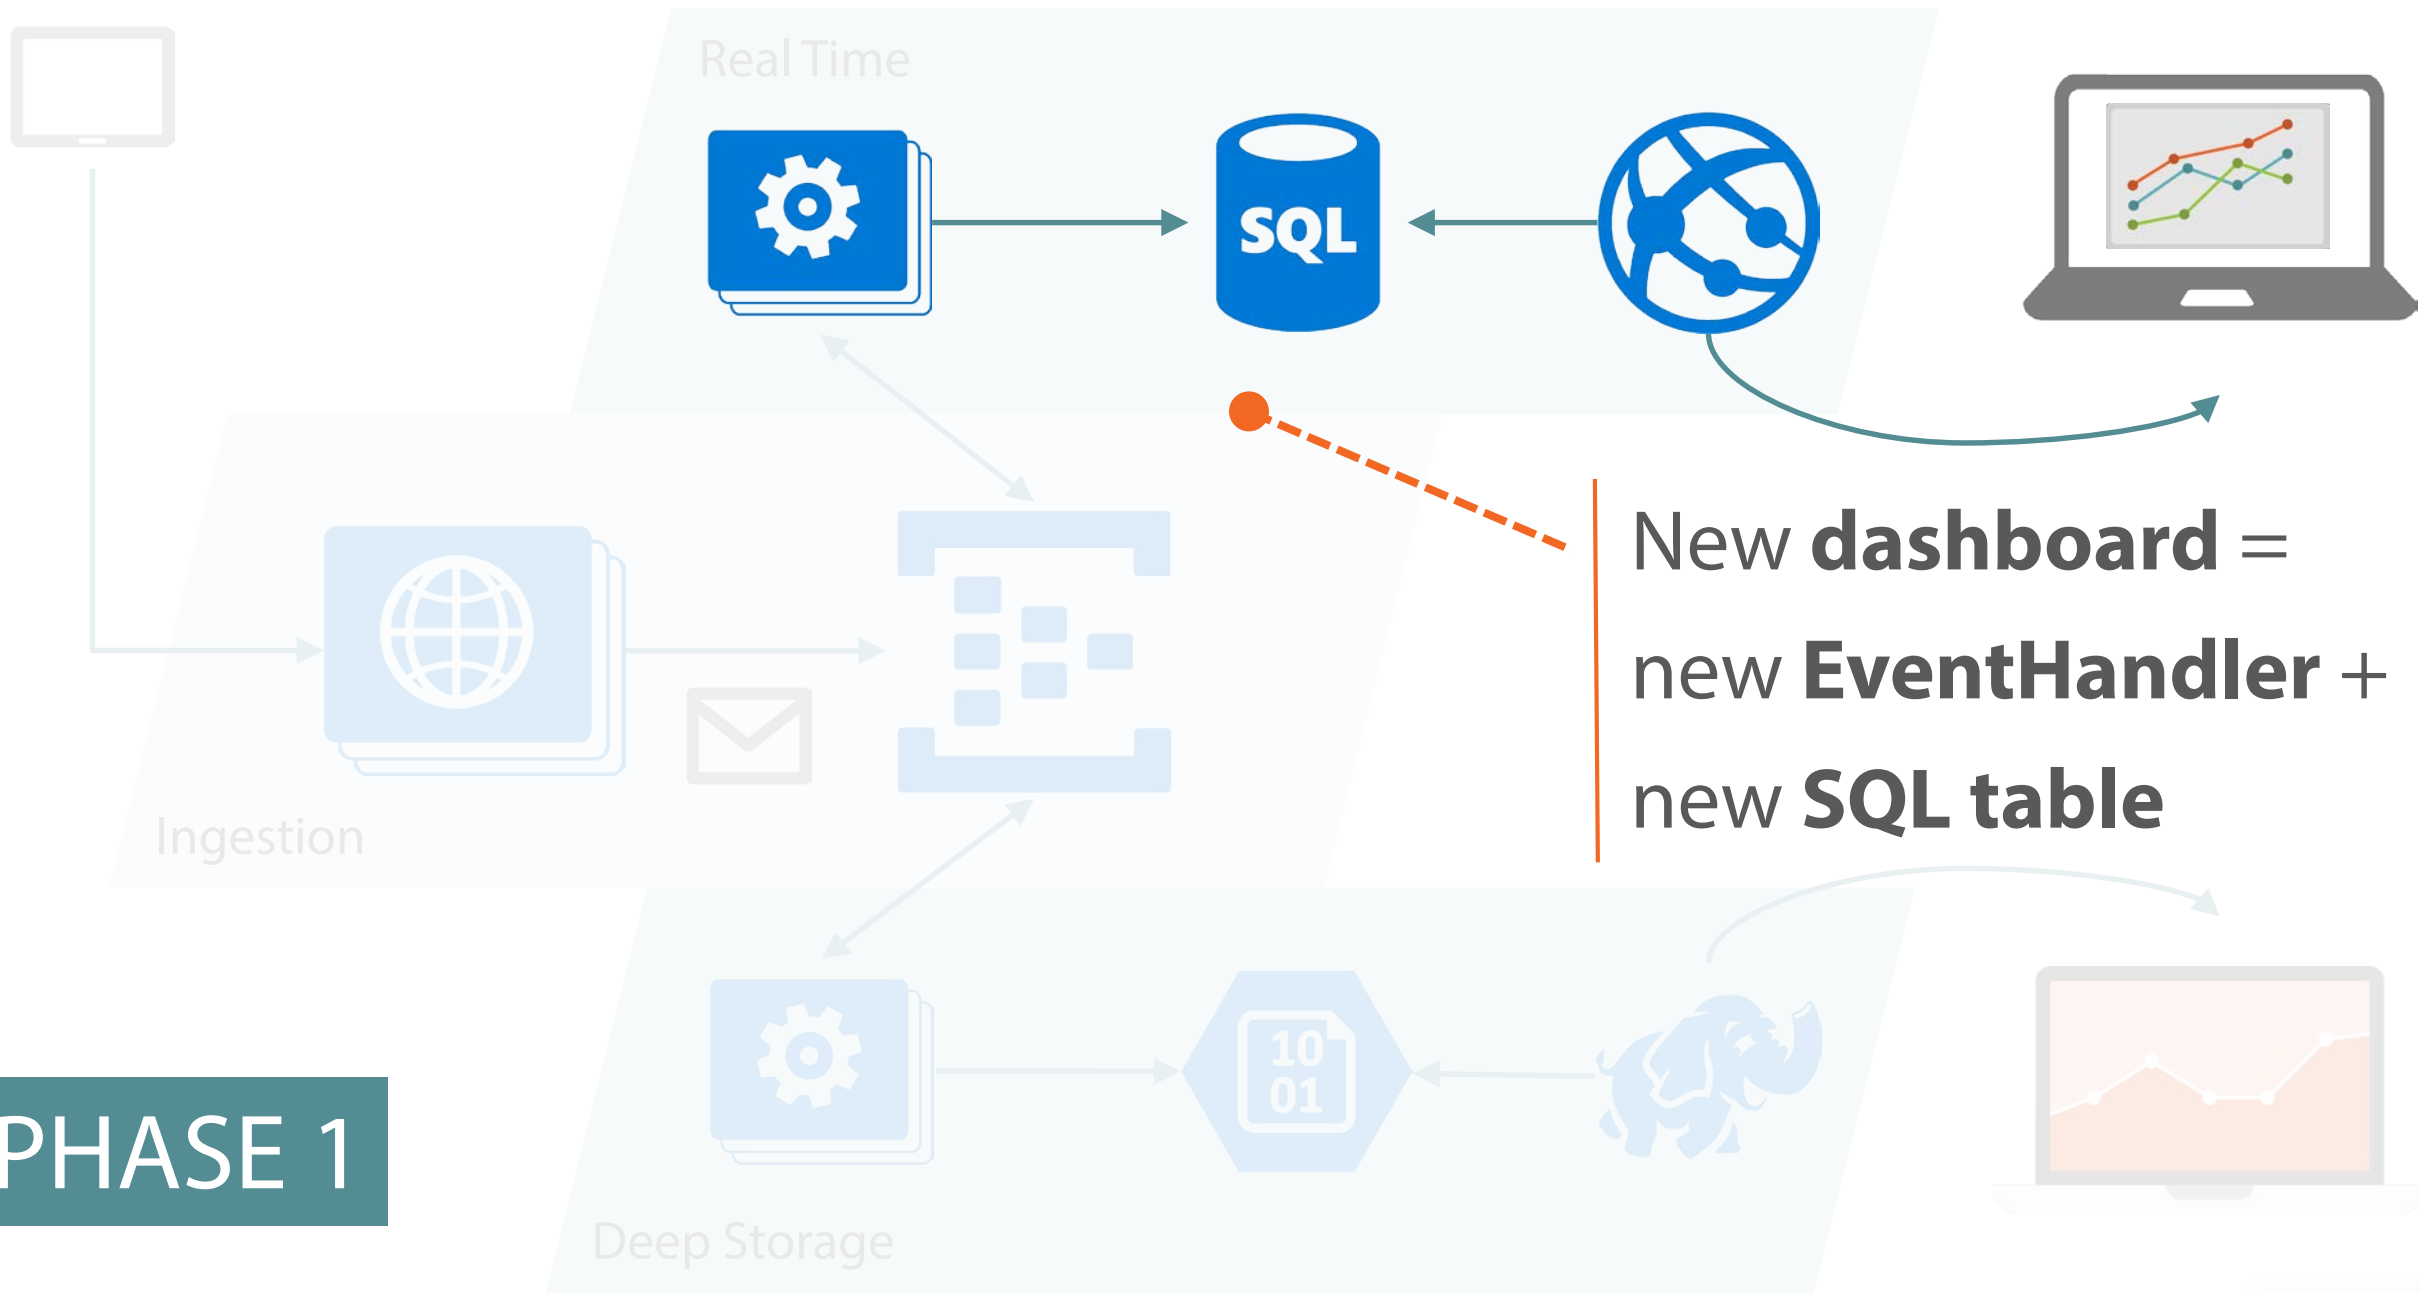 Real Time
SQL
New dashboard =
new EventHandler +
new SQL table
Ingestion
10
01
PHASE 1
Deep Storage